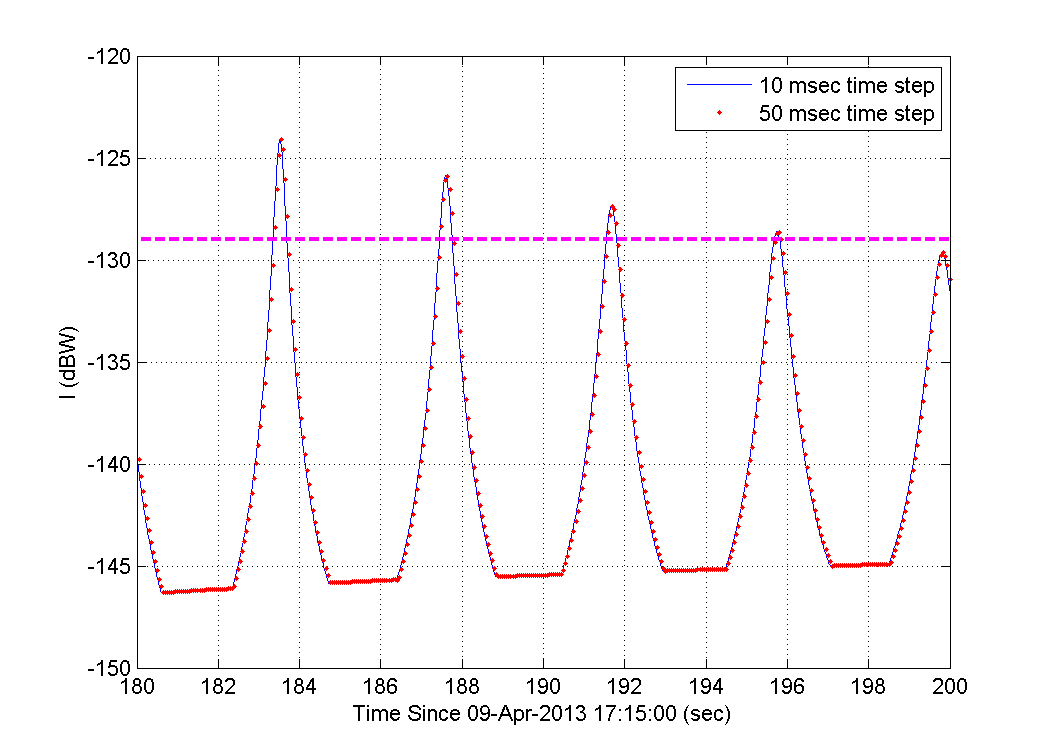 -120
10 msec time step
50 msec time step
-125
-130
-135
I (dBW)
-140
-145
-150
180 182 184 186 188 190 192 194 196 198 200
Time Since 09-Apr-2013 17:15:00 (sec)